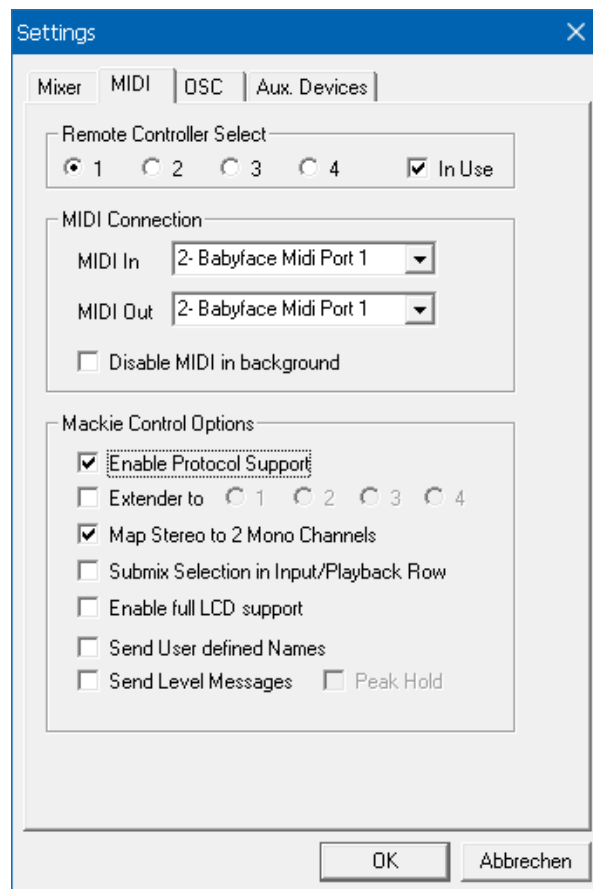 Settings
Mixer MIDI OSC Aux. Devices
Remote Controller Select
1 2 3 4 In Use
MIDI Connection
MIDI In 2- Babyface Midi Port 1
MIDI Out 2- Babyface Midi Port 1
Disable MIDI in background
Mackie Control Options
Enable Protocol Support
Extender to 1 2 3 4
Map Stereo to 2 Mono Channels
Submix Selection in Input/Playback Row
Enable full LCD support
Send User defined Names
Send Level Messages Peak Hold
OK Abbrechen